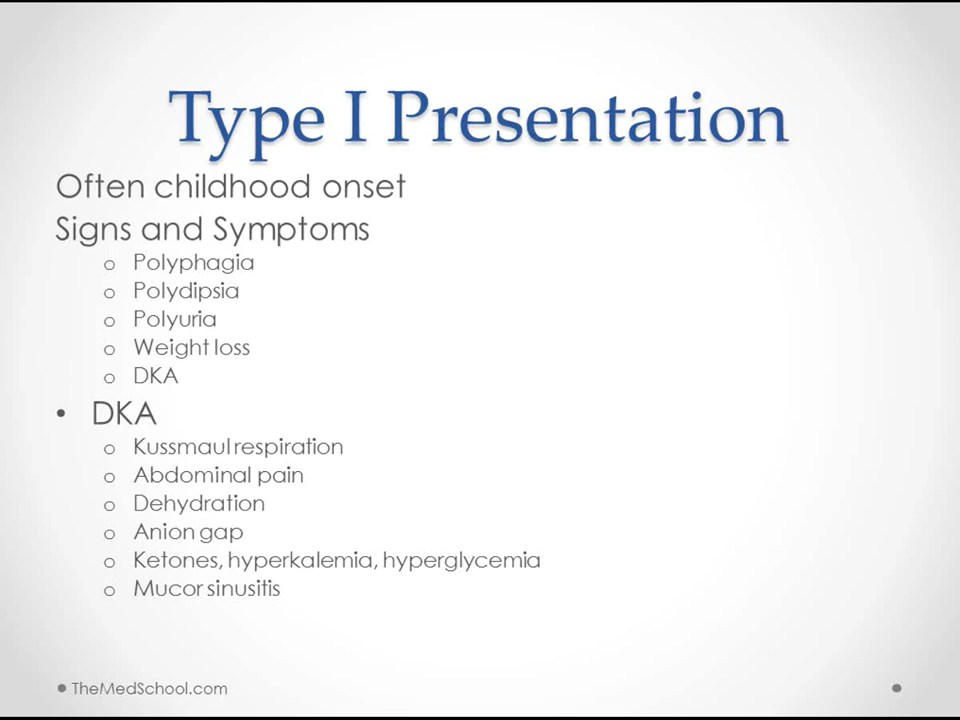 Type I Presentation
Often childhood onset
Signs and Symptoms
o Polyphagia
o Polydipsia
o Polyuria
o Weight loss
o DKA
• DKA
o Kussmaul respiration
o Abdominal pain
o Dehydration
o Anion gap
o Ketones, hyperkalemia, hyperglycemia
o Mucor sinusitis
TheMedSchool.com